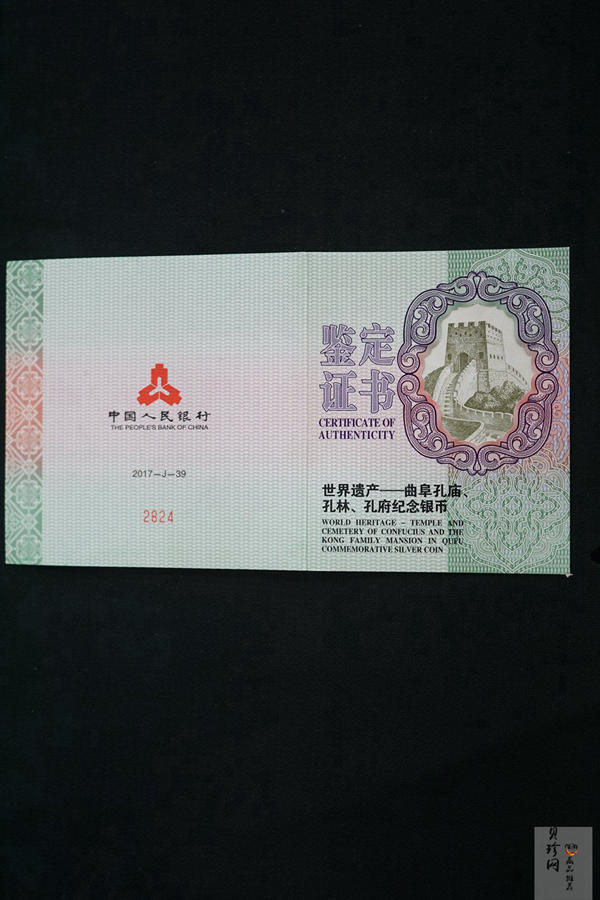 中国人民银行
THE PEOPLE'S BANK OF CHINA
2017-J-39
2824
鉴定
证书
CERTIFICATE OF
AUTHENTICITY
世界遗产——曲阜孔庙、
孔林、孔府纪念银币
WORLD HERITAGE – TEMPLE AND
CEMETERY OF CONFUCIUS AND THE
KONG FAMILY MANSION IN QUFU
COMMEMORATIVE SILVER COIN
贝珍网